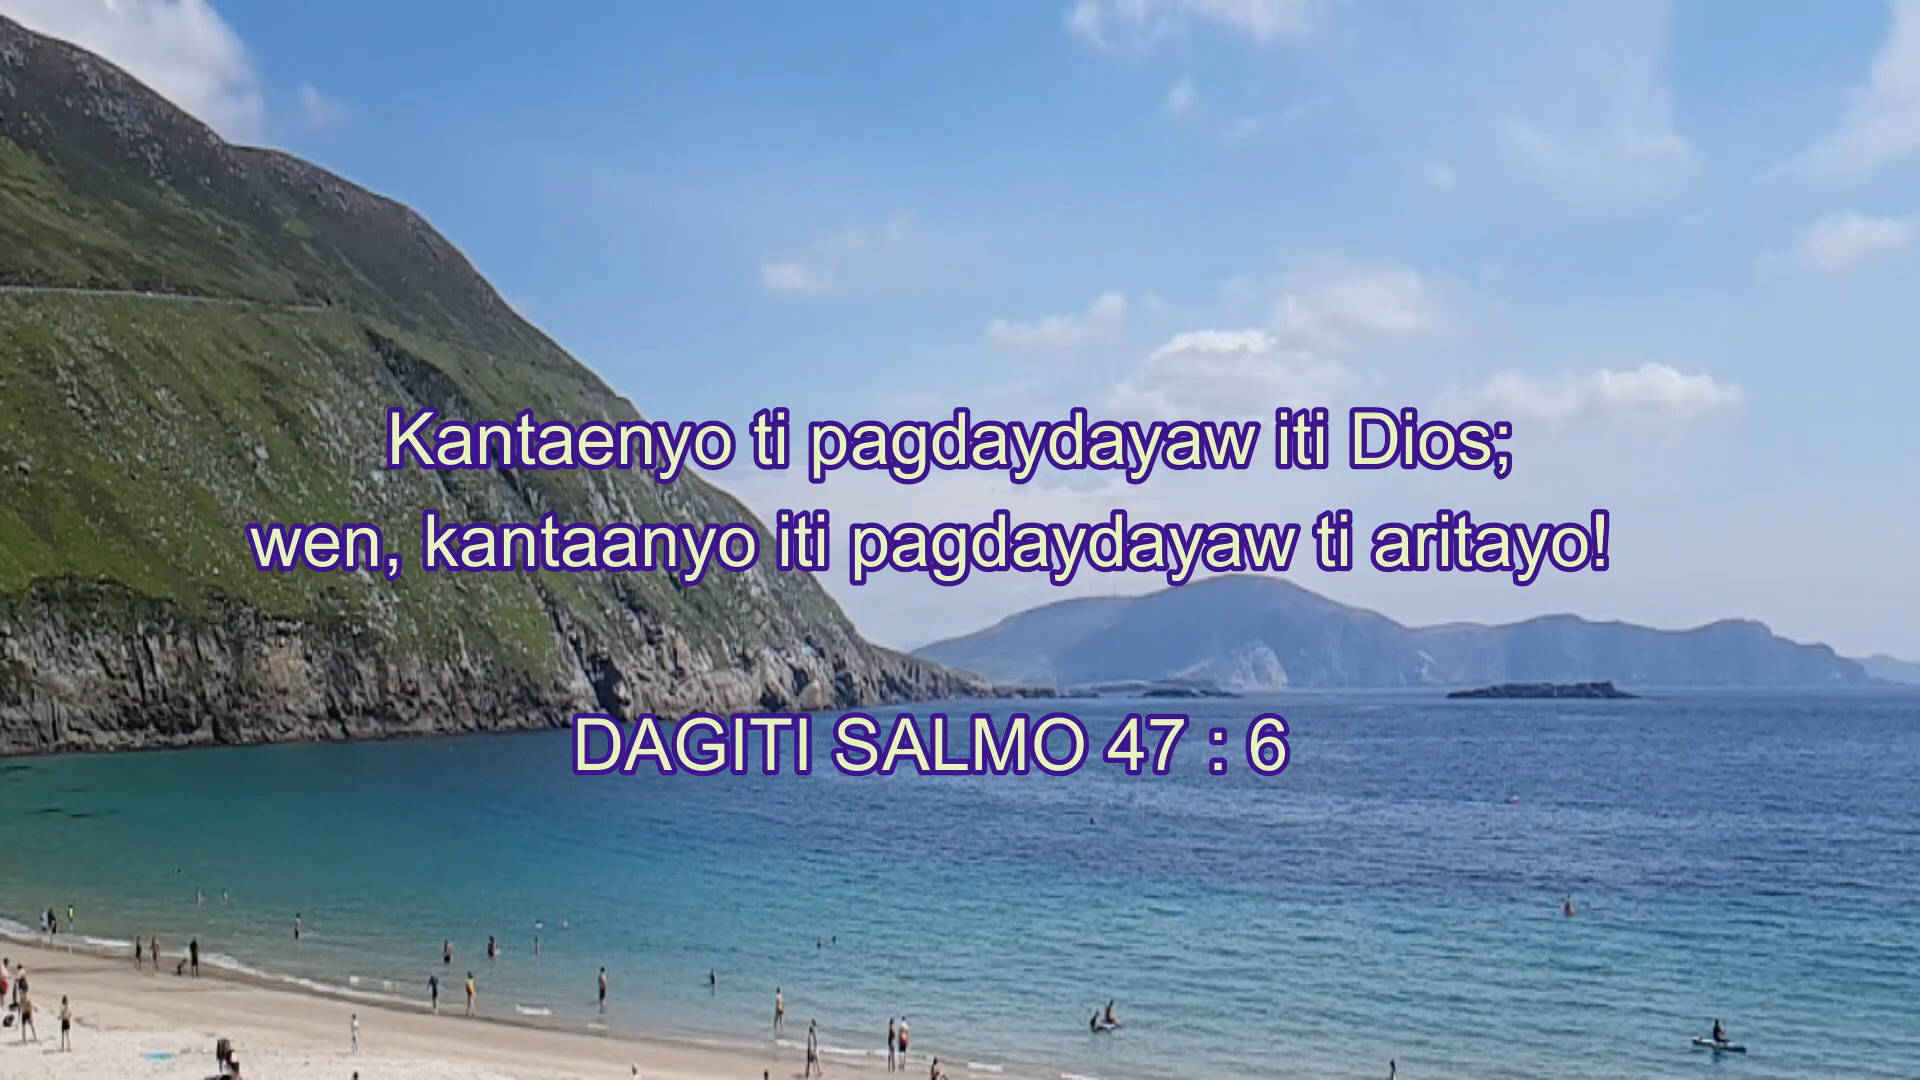 Kantaenyo ti pagdaydayaw iti Dios;
wen, kantaanyo iti pagdaydayaw ti aritayo!
DAGITI SALMO 47 : 6